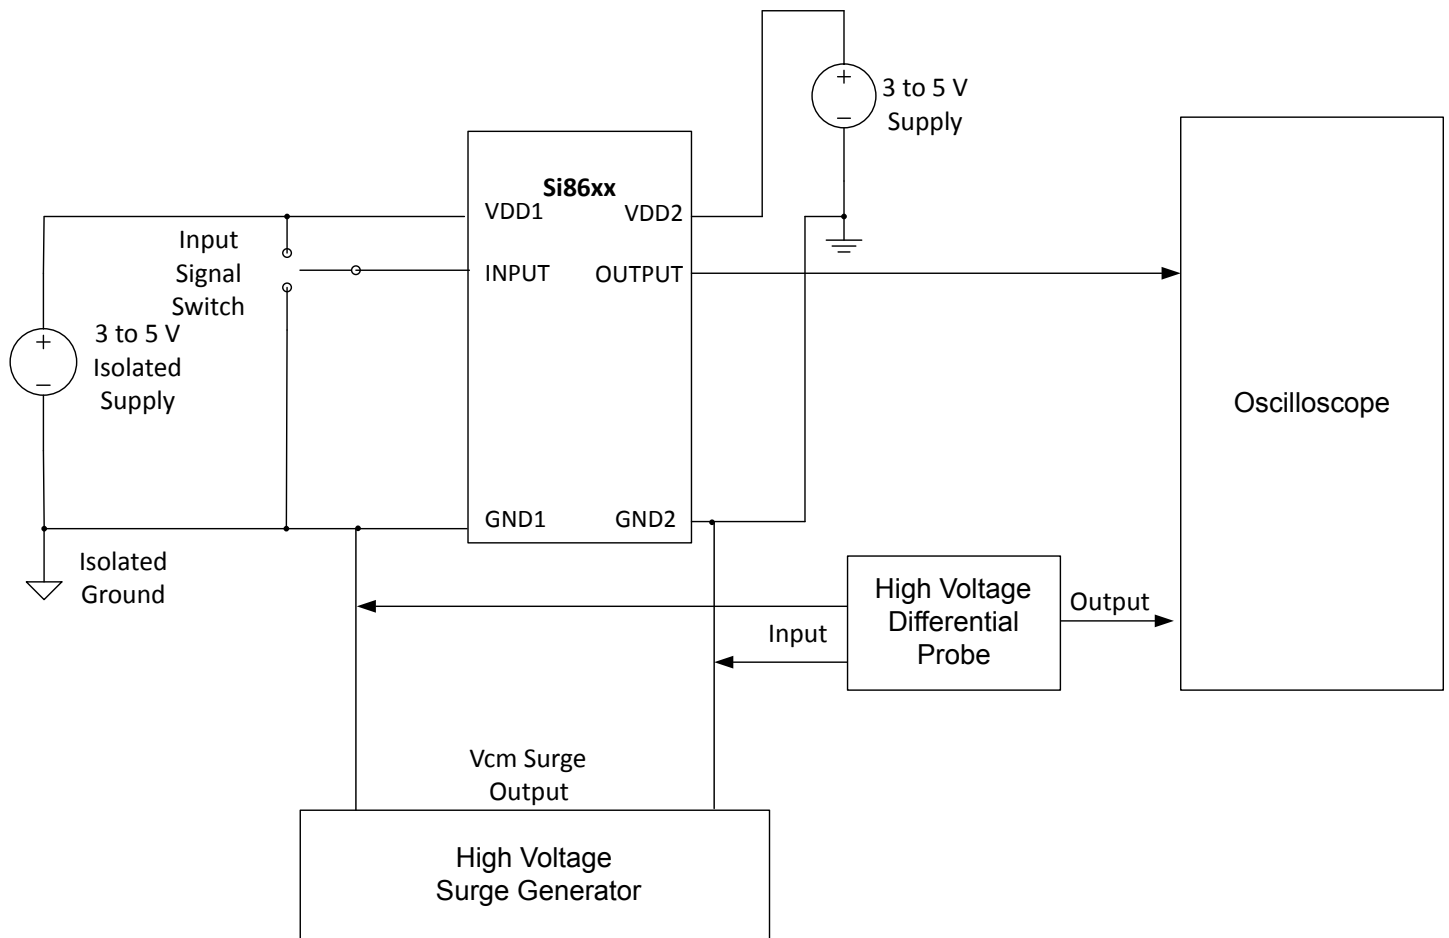 3 to 5 V
Supply
Si86xx
VDD1
VDD2
Input
Signal
Switch
INPUT
OUTPUT
+
−
3 to 5 V
Isolated
Supply
+
−
Oscilloscope
GND1
GND2
Isolated
Ground
High Voltage
Differential
Probe
Input
Output
Vcm Surge
Output
High Voltage
Surge Generator